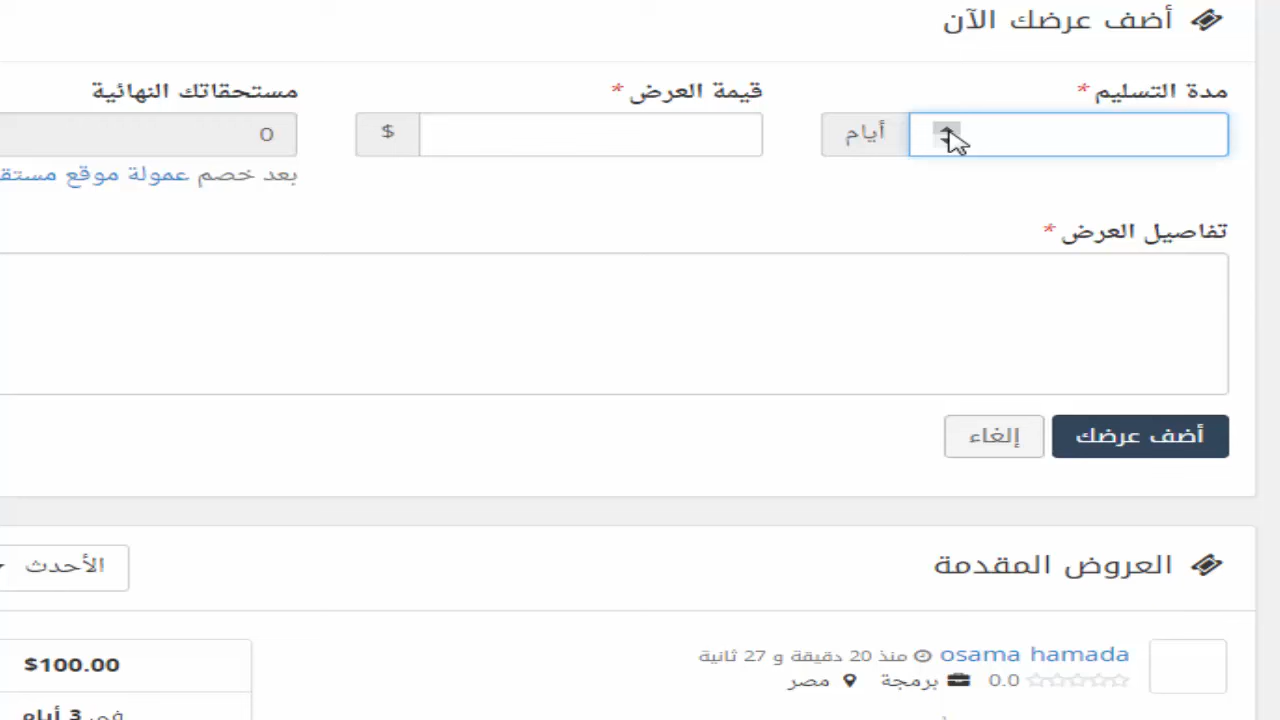 أضف عرضك الآن
مدة التسليم *
قيمة العرض *
مستحقاتك النهائية
أيام
$
0
بعد خصم عمولة موقع
تفاصيل العرض *
أضف عرضك
إلغاء
العروض المقدمة
الأحدث
osama hamada
منذ 20 دقيقة و 27 ثانية
0.0
برمجة
مصر
$100.00
في 3 أيام